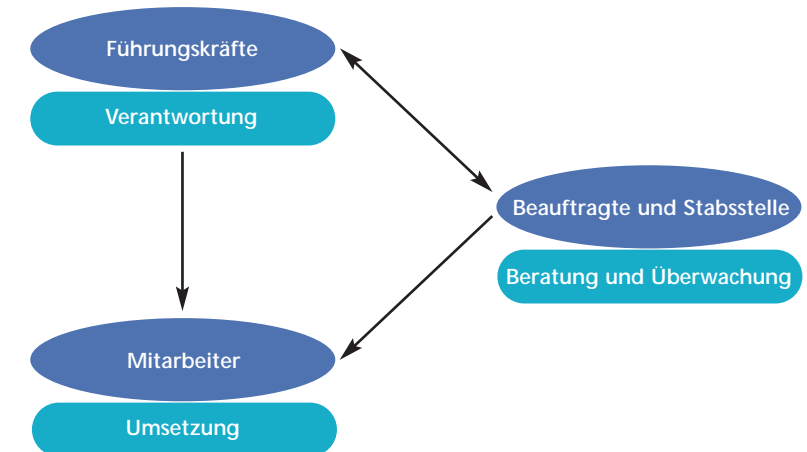 Führungskräfte
Verantwortung
Beauftragte und Stabsstelle
Beratung und Überwachung
Mitarbeiter
Umsetzung